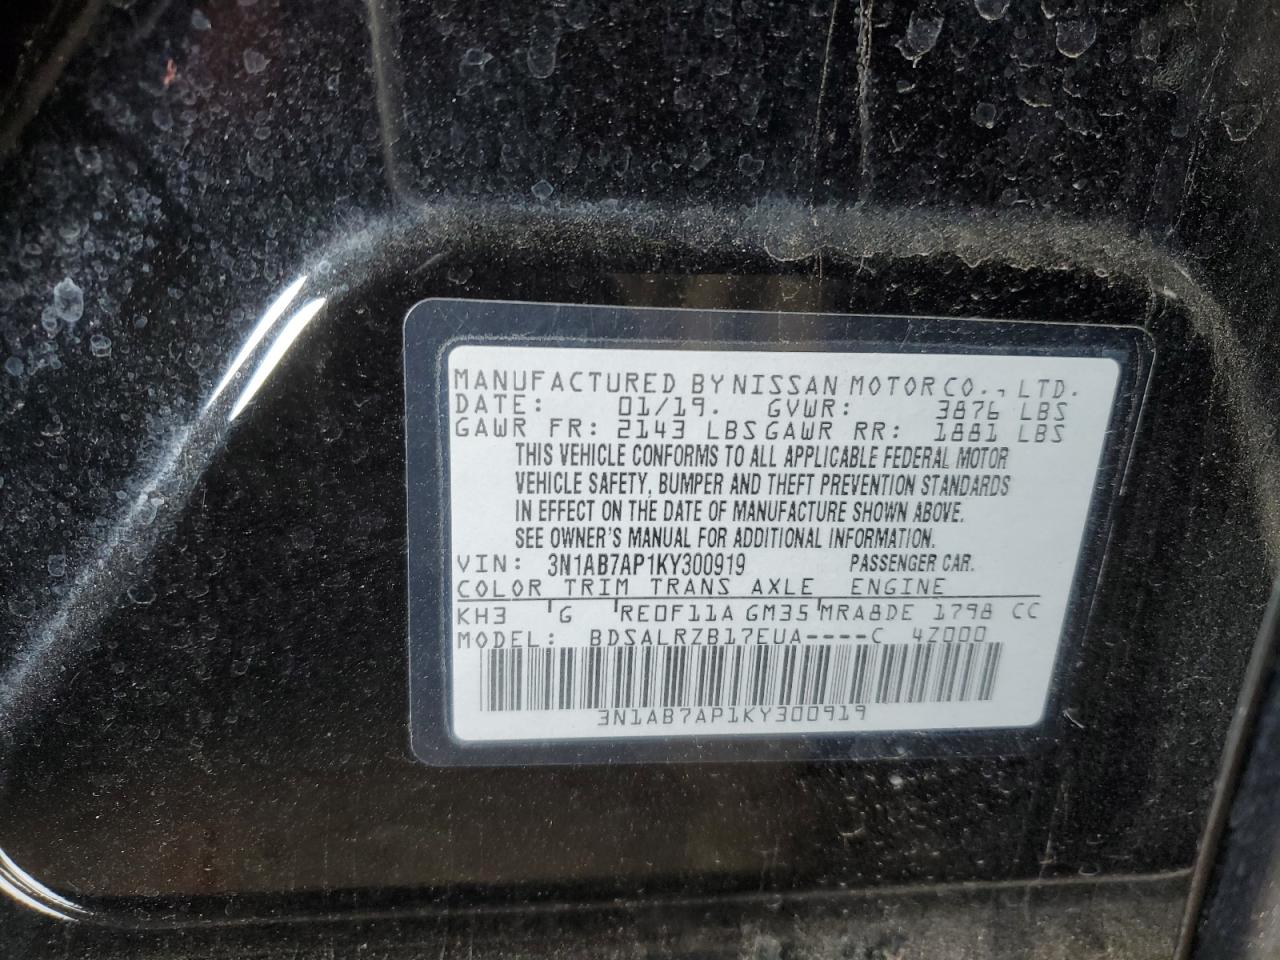 MANUFACTURED BY NISSAN MOTOR CO., LTD.
DATE: 01/19. GVWR: 3876 LBS
GAWR FR: 2143 LBS GAWR RR: 1881 LBS
THIS VEHICLE CONFORMS TO ALL APPLICABLE FEDERAL MOTOR
VEHICLE SAFETY, BUMPER AND THEFT PREVENTION STANDARDS
IN EFFECT ON THE DATE OF MANUFACTURE SHOWN ABOVE.
SEE OWNER'S MANUAL FOR ADDITIONAL INFORMATION.
VIN: 3N1AB7AP1KY300919 PASSENGER CAR.
COLOR TRIM TRANS AXLE ENGINE
KH3 'G 'RE0F11A GM35'MRA8DE 1798 CC
MODEL: BDSALRZB17EUA----C 4Z000
3N1AB7AP1KY300919